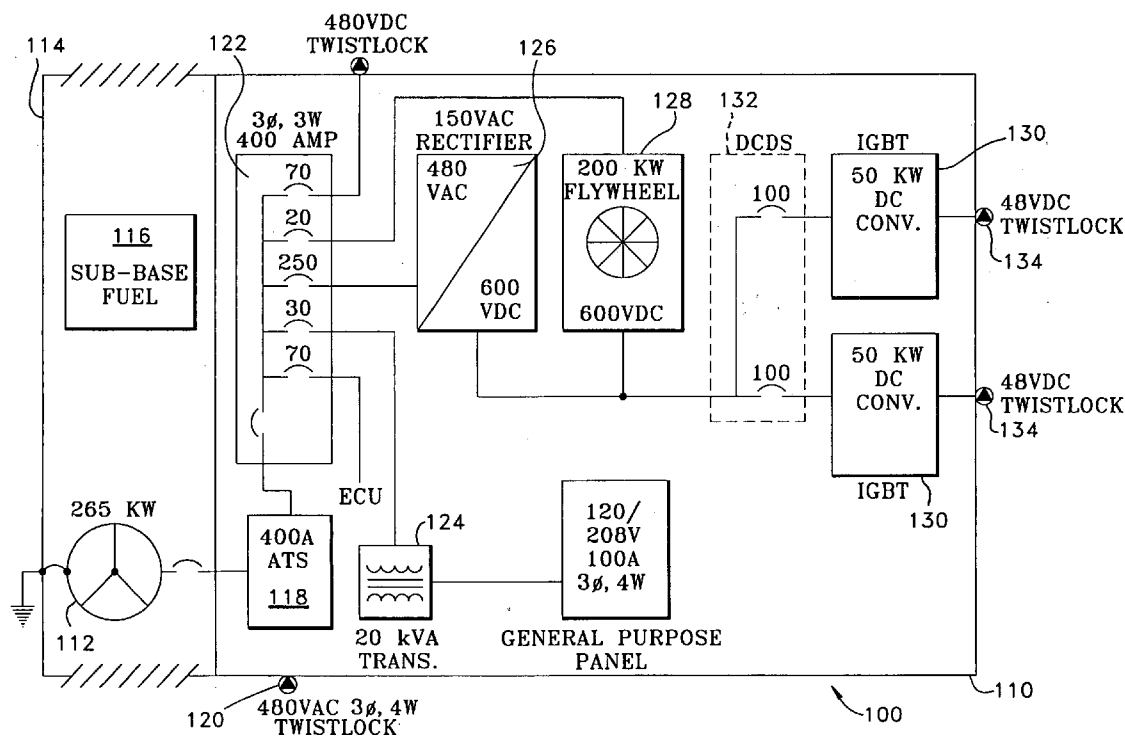 480VDC
TWISTLOCK
114
122
126
132
128
3ø, 3W
400 AMP
150VAC
RECTIFIER
DCDS
IGBT
130
70
20
250
30
70
480
VAC
600
VDC
200 KW
FLYWHEEL
600VDC
100
100
50 KW
DC
CONV.
48VDC
TWISTLOCK
134
116
SUB-BASE
FUEL
50 KW
DC
CONV.
48VDC
TWISTLOCK
134
IGBT
130
ECU
265 KW
112
400A
ATS
118
124
20 kVA
TRANS.
120/
208V
100A
3ø, 4W
GENERAL PURPOSE
PANEL
120
480VAC 3ø, 4W
TWISTLOCK
100
110